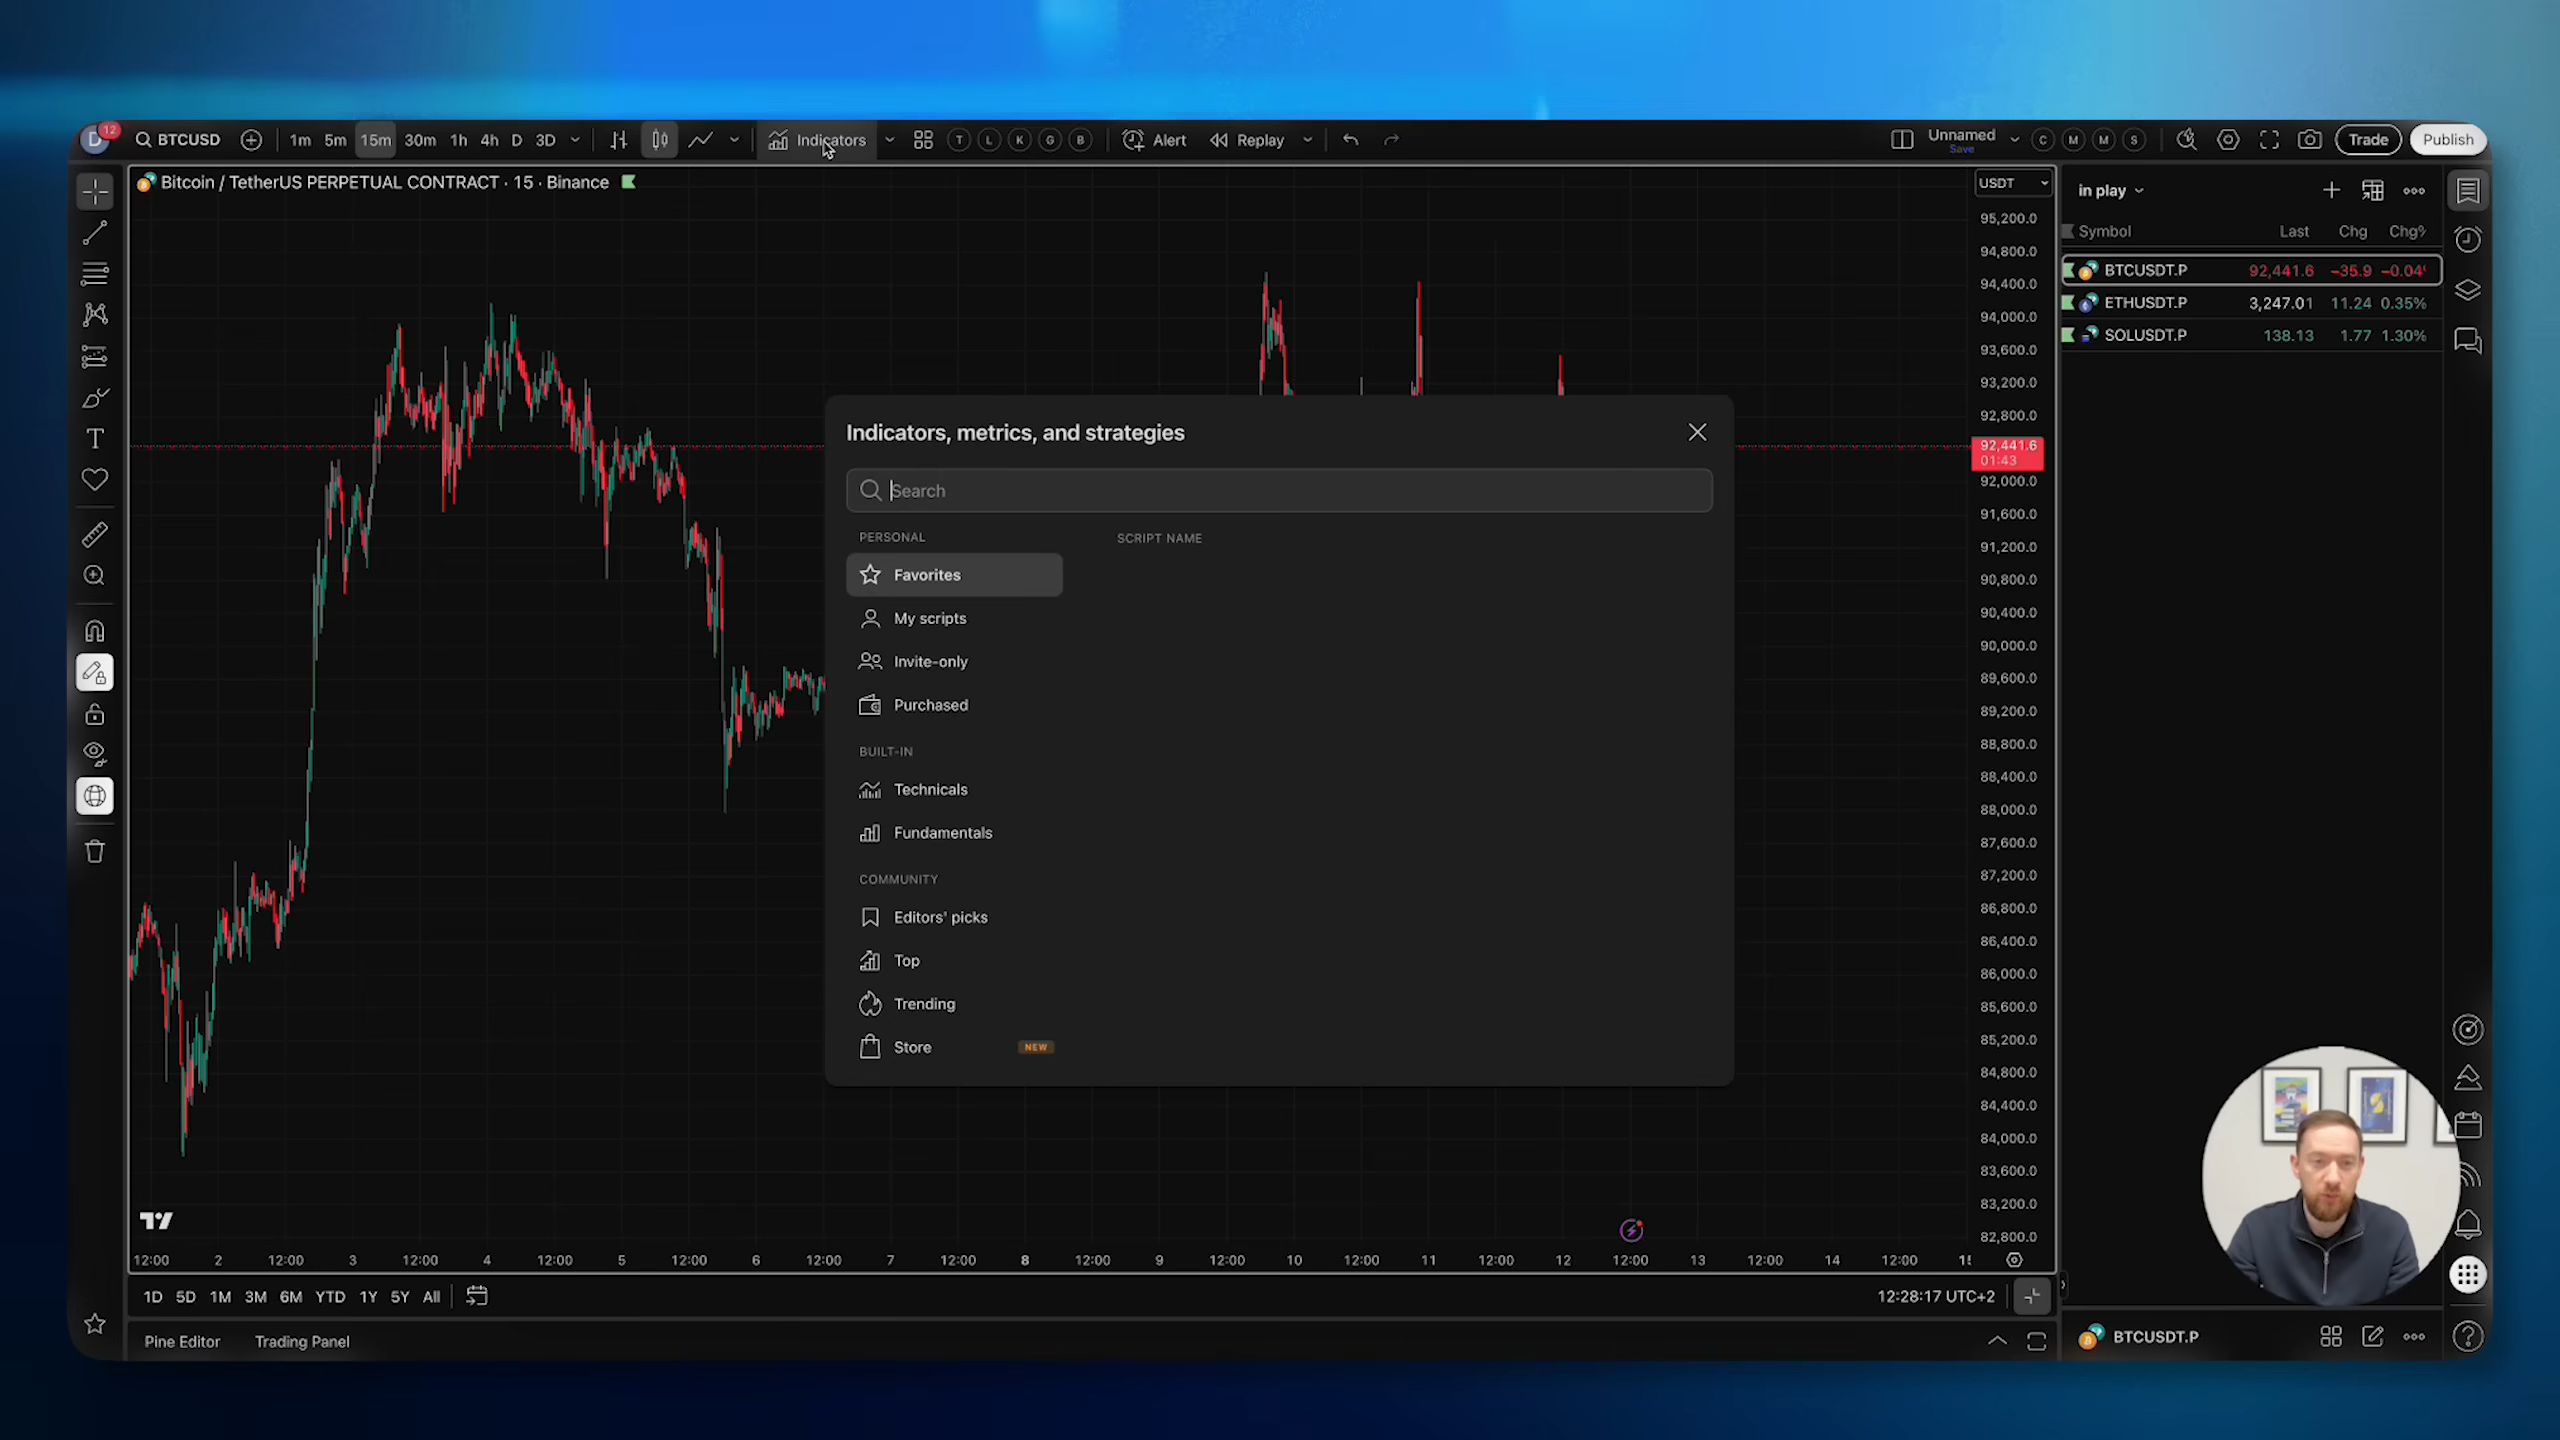 D 12 BTCUSD 1m 5m 15m 30m 1h 4h D 3D Indicators T L K G B Alert Replay Unnamed C M M S Trade Publish
Save
Bitcoin / TetherUS PERPETUAL CONTRACT · 15 · Binance
USDT
95,200.0
94,800.0
94,400.0
94,000.0
93,600.0
93,200.0
92,800.0
92,441.6
01:43
92,000.0
91,600.0
91,200.0
90,800.0
90,400.0
90,000.0
89,600.0
89,200.0
88,800.0
88,400.0
88,000.0
87,600.0
87,200.0
86,800.0
86,400.0
86,000.0
85,600.0
85,200.0
84,800.0
84,400.0
84,000.0
83,600.0
83,200.0
82,800.0
in play
Symbol Last Chg Chg%
BTCUSDT.P 92,441.6 −35.9 −0.04
ETHUSDT.P 3,247.01 11.24 0.35%
SOLUSDT.P 138.13 1.77 1.30%
Indicators, metrics, and strategies
Search
PERSONAL
SCRIPT NAME
Favorites
My scripts
Invite-only
Purchased
BUILT-IN
Technicals
Fundamentals
COMMUNITY
Editors' picks
Top
Trending
Store NEW
12:00 2 12:00 3 12:00 4 12:00 5 12:00 6 12:00 7 12:00 8 12:00 9 12:00 10 12:00 11 12:00 12 12:00 13 12:00 14 12:00
1D 5D 1M 3M 6M YTD 1Y 5Y All
12:28:17 UTC+2
Pine Editor Trading Panel
BTCUSDT.P